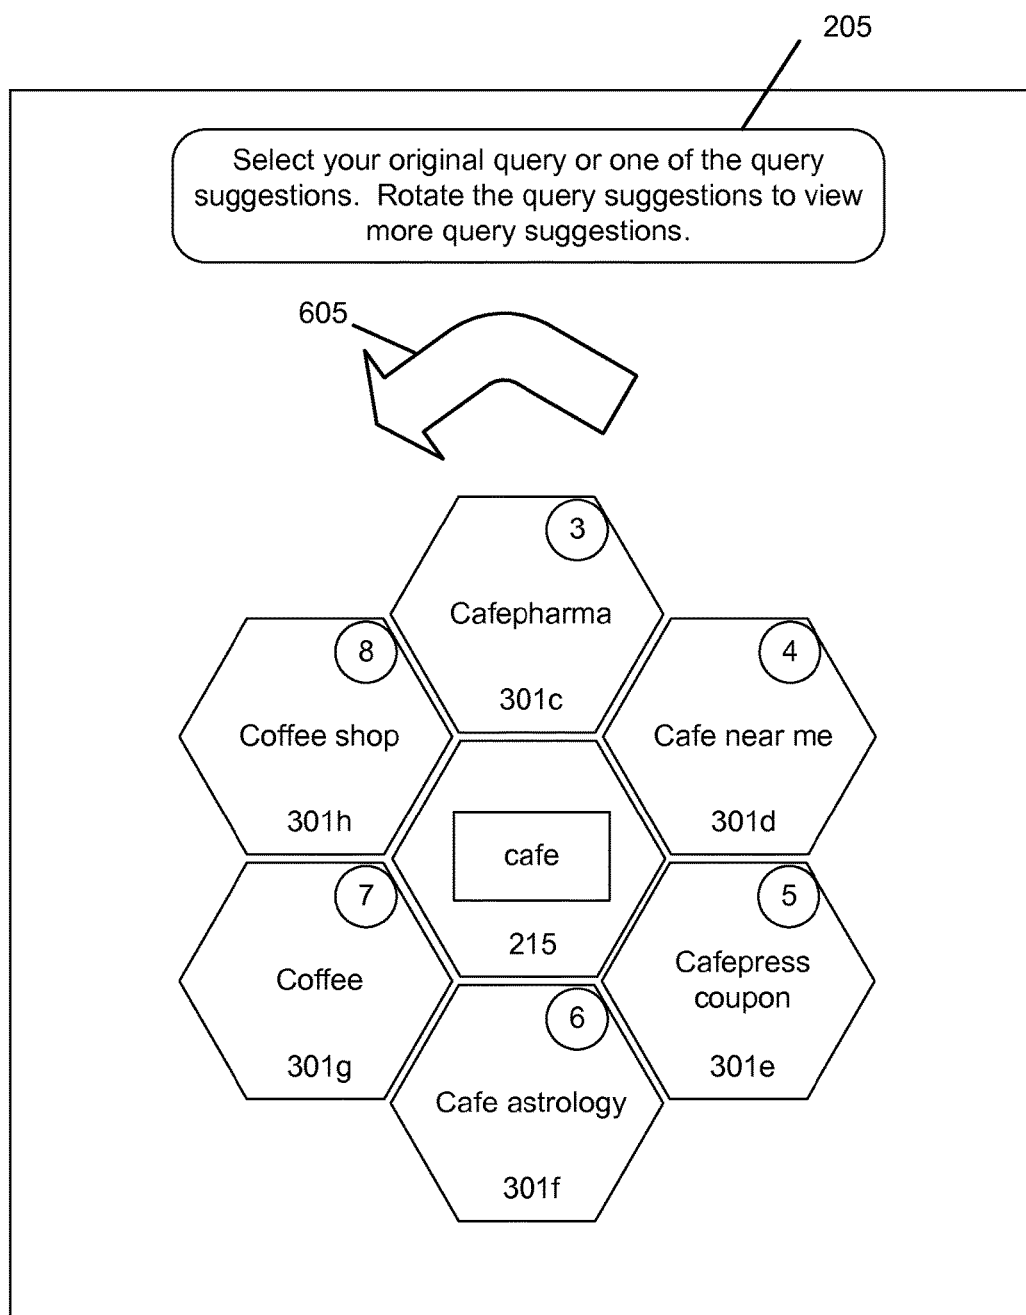 205
Select your original query or one of the query
suggestions.  Rotate the query suggestions to view
more query suggestions.
605
3
Cafepharma
301c
8
Coffee shop
301h
4
Cafe near me
301d
cafe
215
7
Coffee
301g
5
Cafepress
coupon
301e
6
Cafe astrology
301f